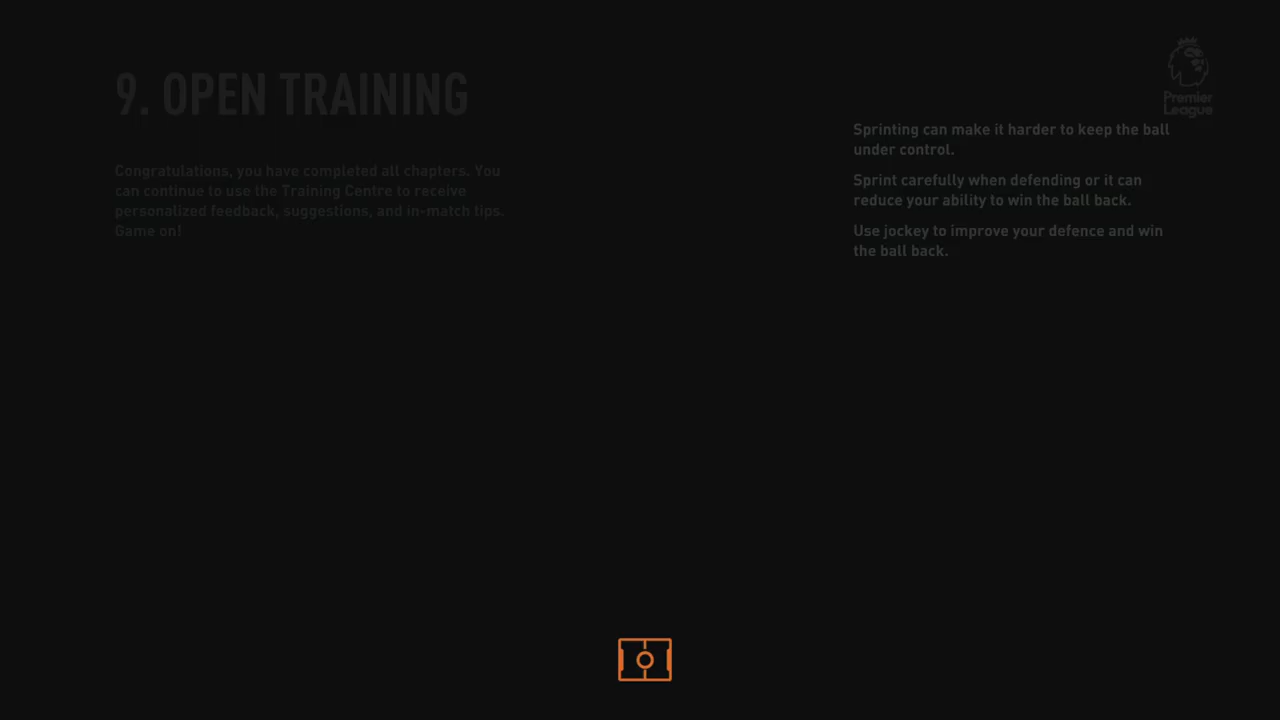 9. OPEN TRAINING
Congratulations, you have completed all chapters. You
can continue to use the Training Centre to receive
personalized feedback, suggestions, and in-match tips.
Game on!
Premier
League
Sprinting can make it harder to keep the ball
under control.
Sprint carefully when defending or it can
reduce your ability to win the ball back.
Use jockey to improve your defence and win
the ball back.